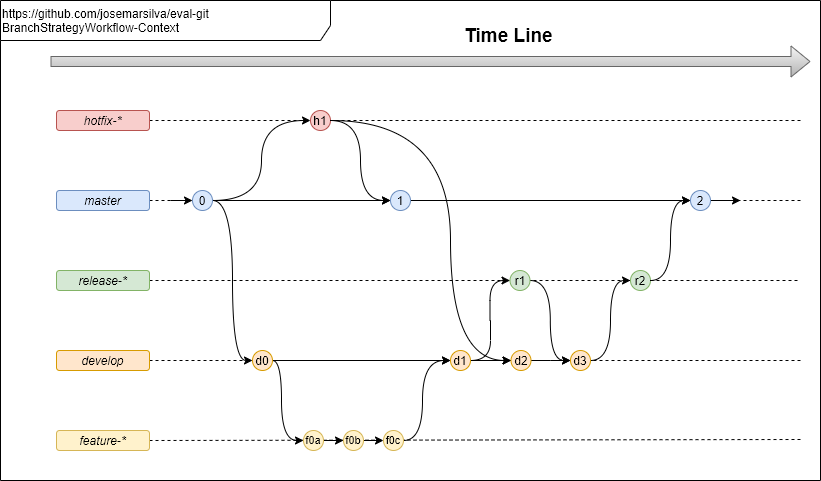 https://github.com/josemarsilva/eval-git
BranchStrategyWorkflow-Context
Time Line
hotfix-*
h1
master
0
1
2
release-*
r1
r2
develop
d0
d1
d2
d3
feature-*
f0a
f0b
f0c